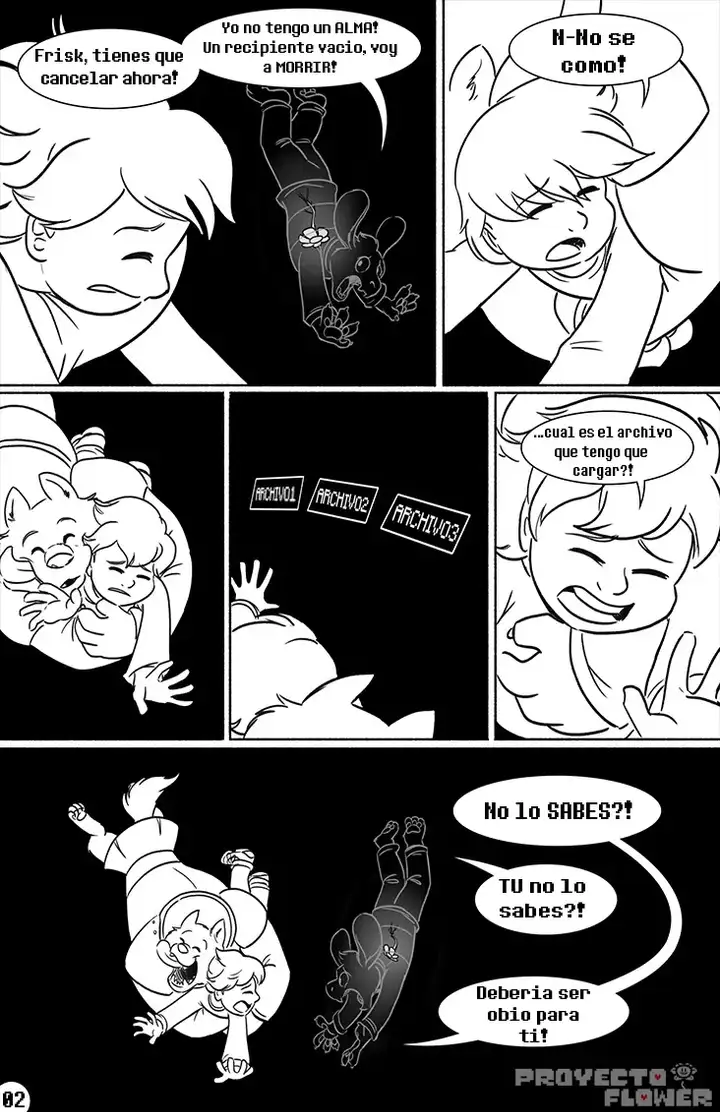 Frisk, tienes que
cancelar ahora!
Yo no tengo un ALMA!
Un recipiente vacio, voy
a MORRIR!
N-No se
como!
ARCHIVO1
ARCHIVO2
ARCHIVO3
...cual es el archivo
que tengo que
cargar?!
No lo SABES?!
TU no lo
sabes?!
Deberia ser
obio para
ti!
02
PROYECTO
FLOWER